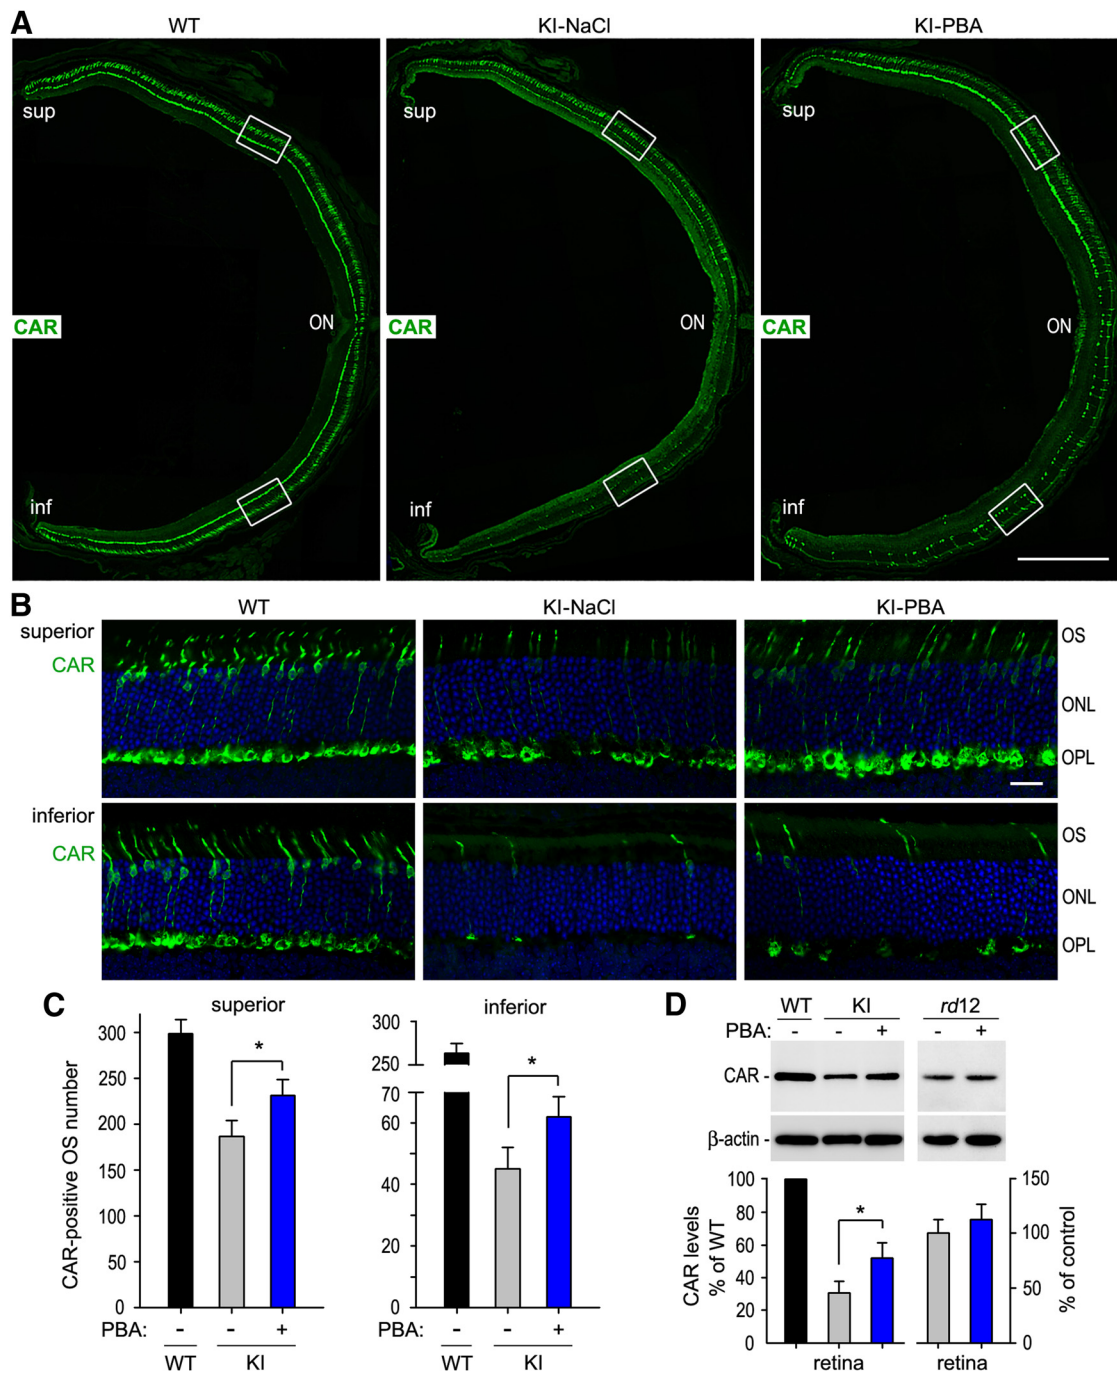 A
WT KI-NaCl KI-PBA
sup sup sup
CAR ON CAR ON CAR ON
inf inf inf
B
WT KI-NaCl KI-PBA
superior
CAR
OS
ONL
OPL
inferior
CAR
OS
ONL
OPL
C
superior
CAR-positive OS number
300
250
200
150
100
50
0
*
PBA: - - +
WT KI
inferior
300
250
70
60
40
20
0
*
- - +
WT KI
D
WT KI rd12
PBA: - - + - +
CAR -
β-actin -
CAR levels
% of WT
100
80
60
40
20
0
*
150
100
50
0
% of control
retina retina